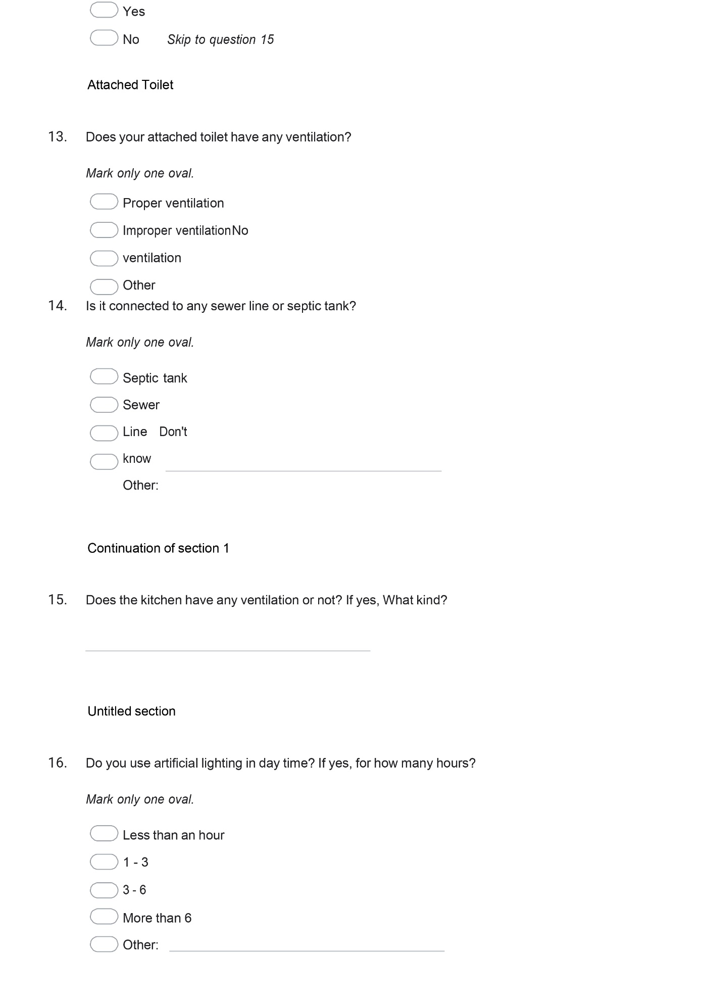 Yes
No Skip to question 15
Attached Toilet
13. Does your attached toilet have any ventilation?
Mark only one oval.
Proper ventilation
Improper ventilationNo
ventilation
Other
14. Is it connected to any sewer line or septic tank?
Mark only one oval.
Septic tank
Sewer
Line Don't
know
Other:
Continuation of section 1
15. Does the kitchen have any ventilation or not? If yes, What kind?
Untitled section
16. Do you use artificial lighting in day time? If yes, for how many hours?
Mark only one oval.
Less than an hour
1 - 3
3 - 6
More than 6
Other: